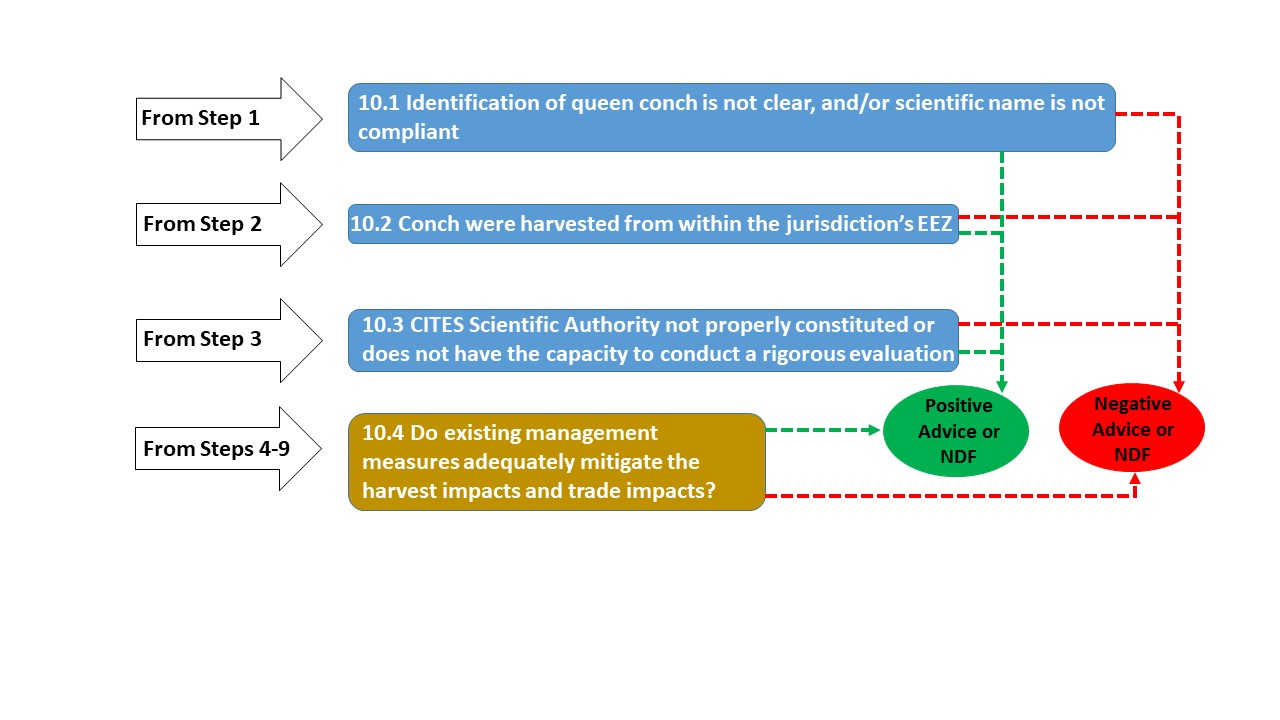 From Step 1
10.1 Identification of queen conch is not clear, and/or scientific name is not
compliant
From Step 2
10.2 Conch were harvested from within the jurisdiction’s EEZ
From Step 3
10.3 CITES Scientific Authority not properly constituted or
does not have the capacity to conduct a rigorous evaluation
From Steps 4-9
10.4 Do existing management
measures adequately mitigate the
harvest impacts and trade impacts?
Positive
Advice or
NDF
Negative
Advice or
NDF